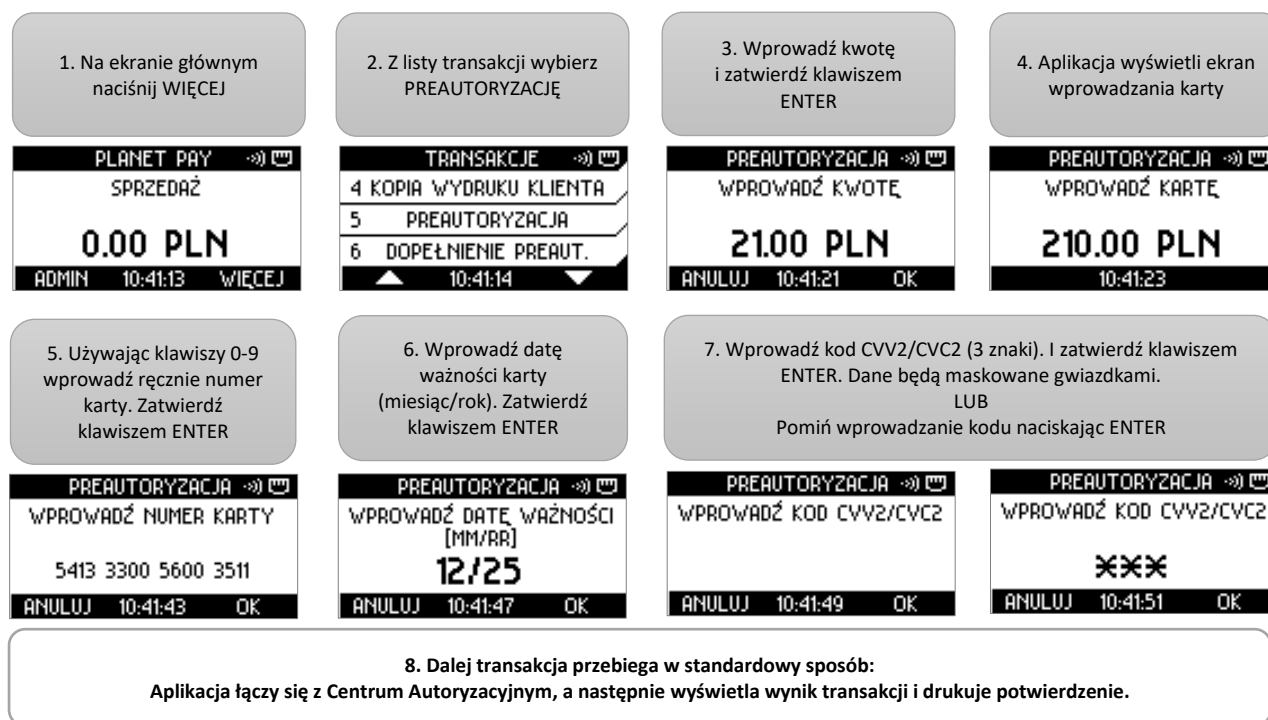 1. Na ekranie głównym
naciśnij WIĘCEJ
2. Z listy transakcji wybierz
PREAUTORYZACJĘ
3. Wprowadź kwotę
i zatwierdź klawiszem
ENTER
4. Aplikacja wyświetli ekran
wprowadzania karty
PLANET PAY
SPRZEDAŻ
0.00 PLN
ADMIN 10:41:13 WIĘCEJ
TRANSAKCJE
4 KOPIA WYDRUKU KLIENTA
5 PREAUTORYZACJA
6 DOPEŁNIENIE PREAUT.
10:41:14
PREAUTORYZACJA
WPROWADŹ KWOTĘ
21.00 PLN
ANULUJ 10:41:21 OK
PREAUTORYZACJA
WPROWADŹ KARTĘ
210.00 PLN
10:41:23
5. Używając klawiszy 0-9
wprowadź ręcznie numer
karty. Zatwierdź
klawiszem ENTER
6. Wprowadź datę
ważności karty
(miesiąc/rok). Zatwierdź
klawiszem ENTER
7. Wprowadź kod CVV2/CVC2 (3 znaki). I zatwierdź klawiszem
ENTER. Dane będą maskowane gwiazdkami.
LUB
Pomiń wprowadzanie kodu naciskając ENTER
PREAUTORYZACJA
WPROWADŹ NUMER KARTY
5413 3300 5600 3511
ANULUJ 10:41:43 OK
PREAUTORYZACJA
WPROWADŹ DATĘ WAŻNOŚCI
[MM/RR]
12/25
ANULUJ 10:41:47 OK
PREAUTORYZACJA
WPROWADŹ KOD CVV2/CVC2
ANULUJ 10:41:49 OK
PREAUTORYZACJA
WPROWADŹ KOD CVV2/CVC2
***
ANULUJ 10:41:51 OK
8. Dalej transakcja przebiega w standardowy sposób:
Aplikacja łączy się z Centrum Autoryzacyjnym, a następnie wyświetla wynik transakcji i drukuje potwierdzenie.